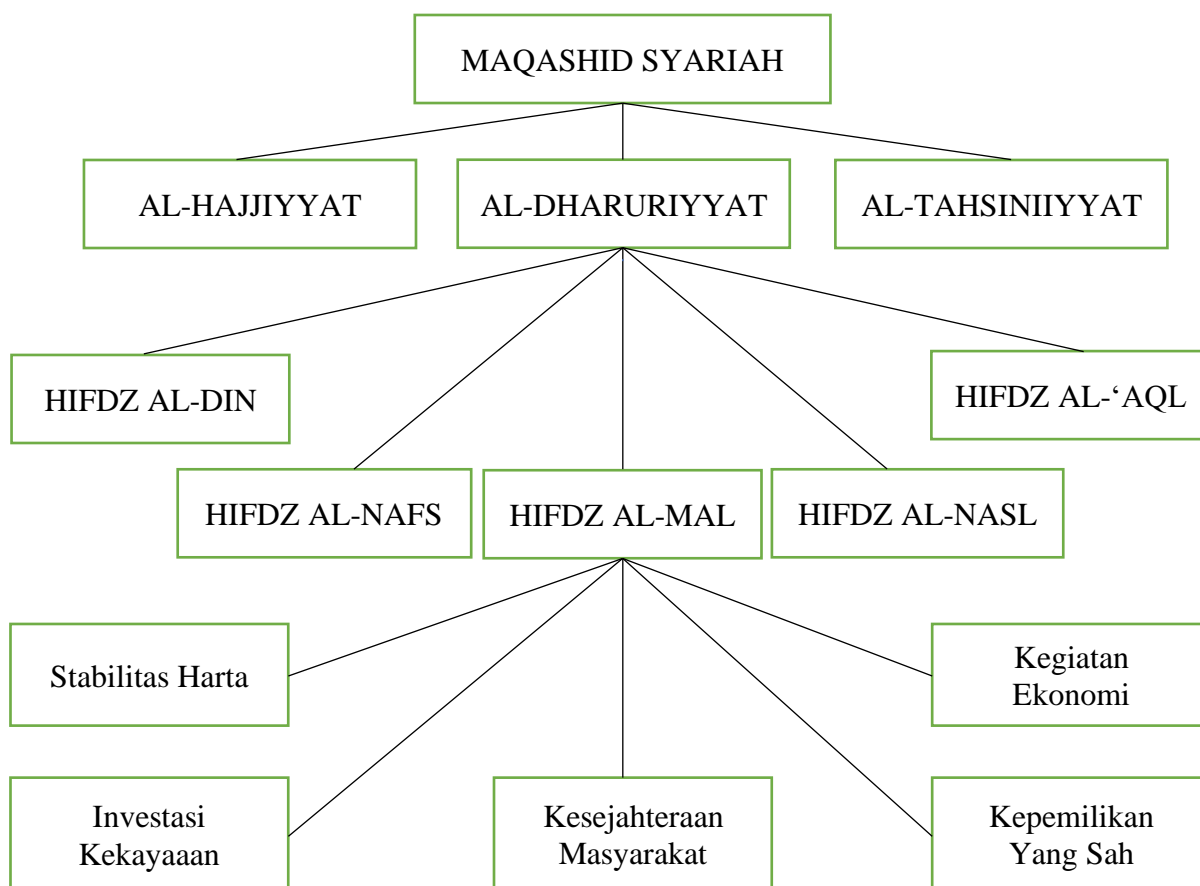 MAQASHID SYARIAH
AL-HAJJIYYAT
AL-DHARURIYYAT
AL-TAHSINIIYYAT
HIFDZ AL-DIN
HIFDZ AL-‘AQL
HIFDZ AL-NAFS
HIFDZ AL-MAL
HIFDZ AL-NASL
Stabilitas Harta
Kegiatan
Ekonomi
Investasi
Kekayaaan
Kesejahteraan
Masyarakat
Kepemilikan
Yang Sah